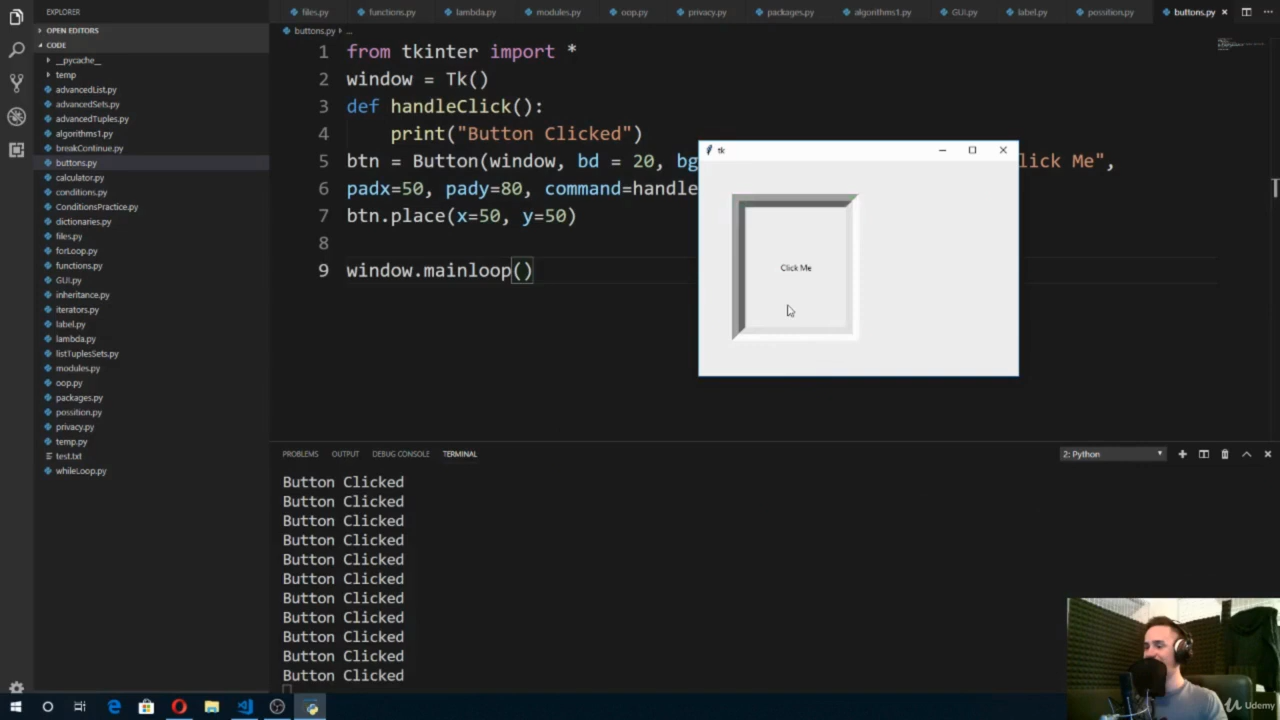 EXPLORER
files.py
functions.py
lambda.py
modules.py
oop.py
privacy.py
packages.py
algorithms1.py
GUI.py
label.py
possition.py
buttons.py
OPEN EDITORS
CODE
__pycache__
temp
advancedList.py
advancedSets.py
advancedTuples.py
algorithms1.py
breakContinue.py
buttons.py
calculator.py
conditions.py
ConditionsPractice.py
dictionaries.py
files.py
forLoop.py
functions.py
GUI.py
inheritance.py
iterators.py
label.py
lambda.py
listTuplesSets.py
modules.py
oop.py
packages.py
possition.py
privacy.py
temp.py
test.txt
whileLoop.py
buttons.py › ...
1 from tkinter import *
2 window = Tk()
3 def handleClick():
4 print("Button Clicked")
5 btn = Button(window, bd = 20, bg lick Me",
6 padx=50, pady=80, command=handle
7 btn.place(x=50, y=50)
8
9 window.mainloop()
tk
Click Me
PROBLEMS OUTPUT DEBUG CONSOLE TERMINAL
2: Python
Button Clicked
Button Clicked
Button Clicked
Button Clicked
Button Clicked
Button Clicked
Button Clicked
Button Clicked
Button Clicked
Button Clicked
Button Clicked
Udemy